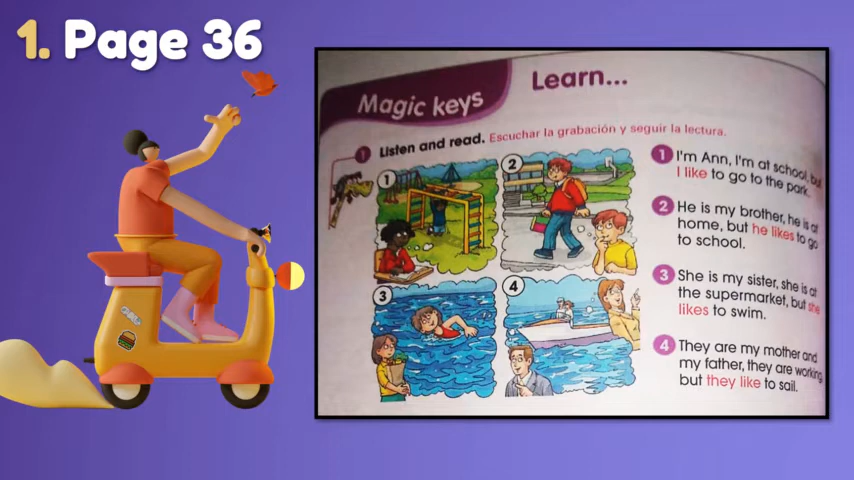 1. Page 36
Learn...
Magic keys
1 Listen and read. Escuchar la grabación y seguir la lectura.
1
2
3
4
1 I'm Ann, I'm at school, but
I like to go to the park.
2 He is my brother, he is at
home, but he likes to go
to school.
3 She is my sister, she is at
the supermarket, but she
likes to swim.
4 They are my mother and
my father, they are working
but they like to sail.